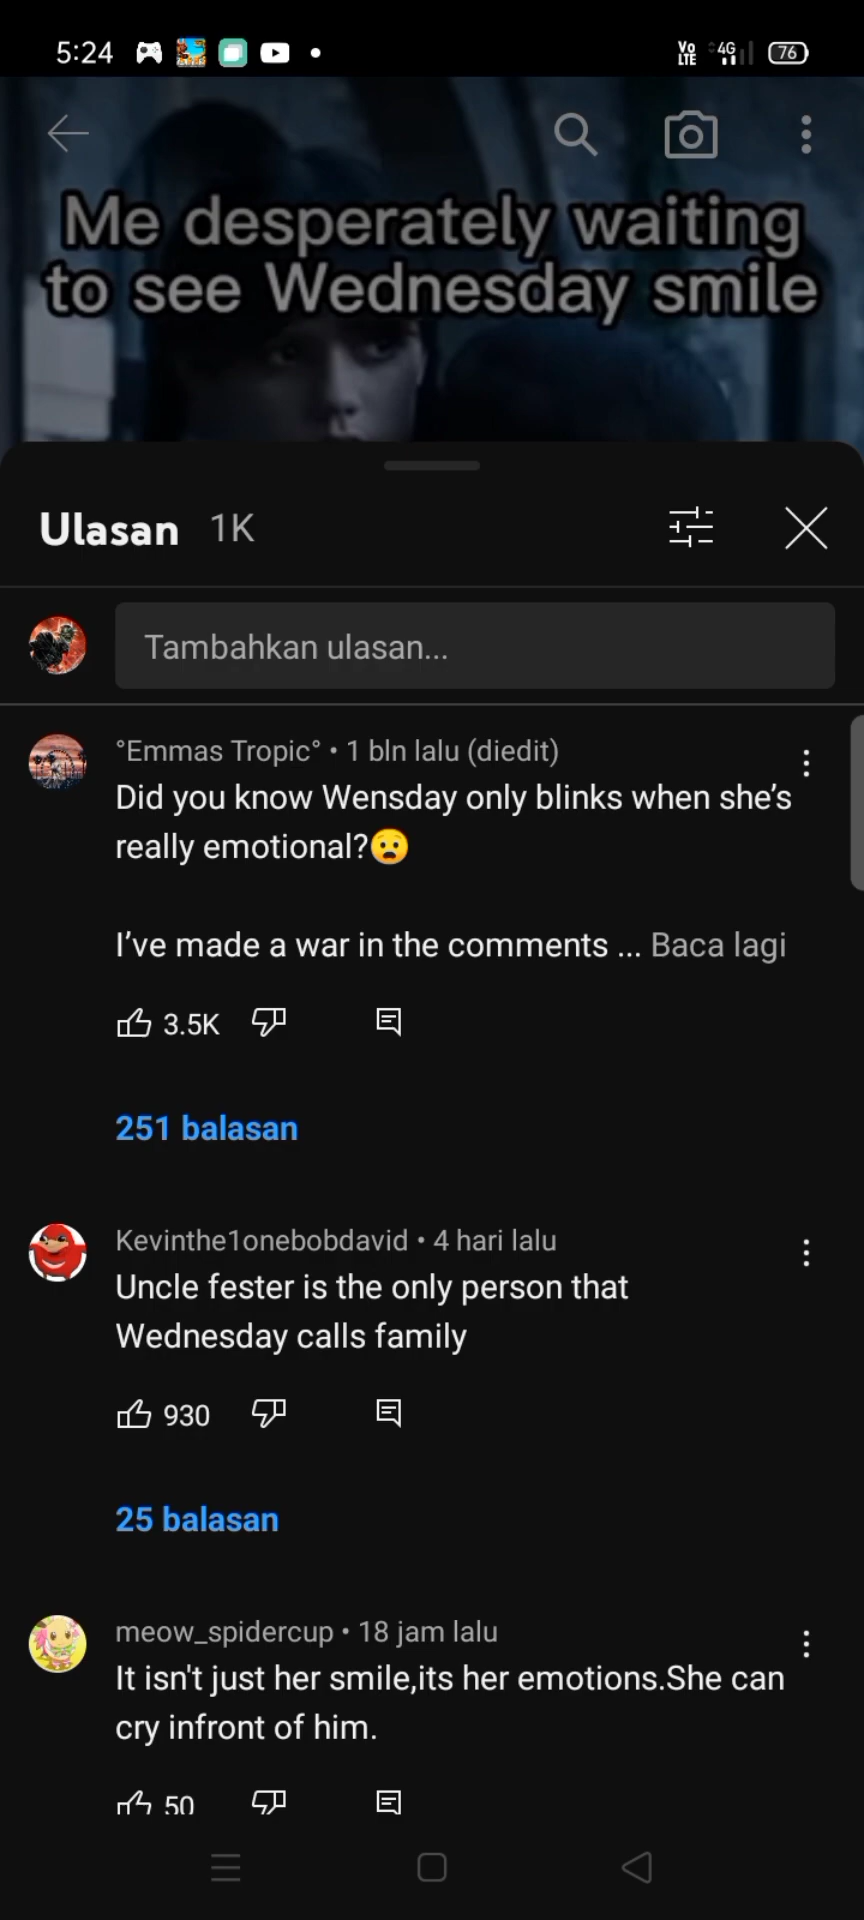 5:24
Vo LTE 4G 76
Me desperately waiting
to see Wednesday smile
Ulasan 1K
Tambahkan ulasan...
°Emmas Tropic° • 1 bln lalu (diedit)
Did you know Wensday only blinks when she’s
really emotional?😧
I’ve made a war in the comments ... Baca lagi
3.5K
251 balasan
Kevinthe1onebobdavid • 4 hari lalu
Uncle fester is the only person that
Wednesday calls family
930
25 balasan
meow_spidercup • 18 jam lalu
It isn't just her smile,its her emotions.She can
cry infront of him.
50